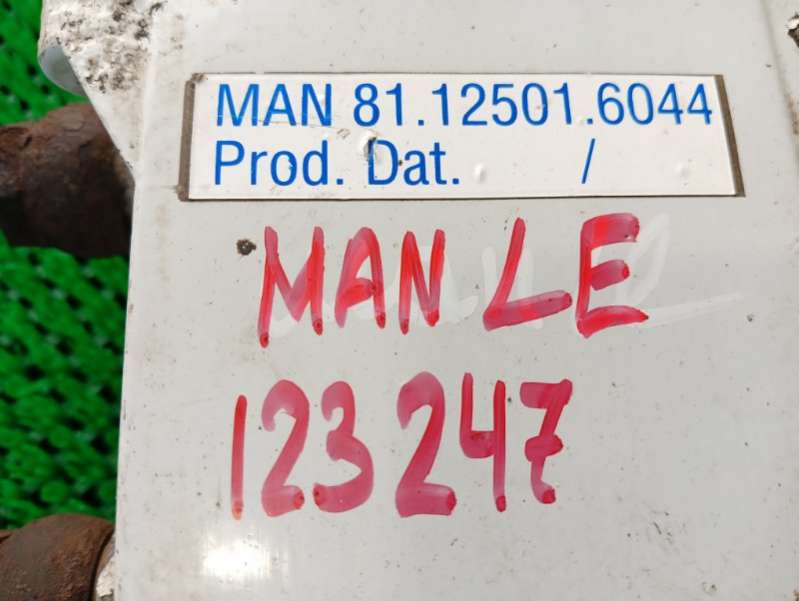 MAN 81.12501.6044
Prod. Dat. /
MAN LE
123247